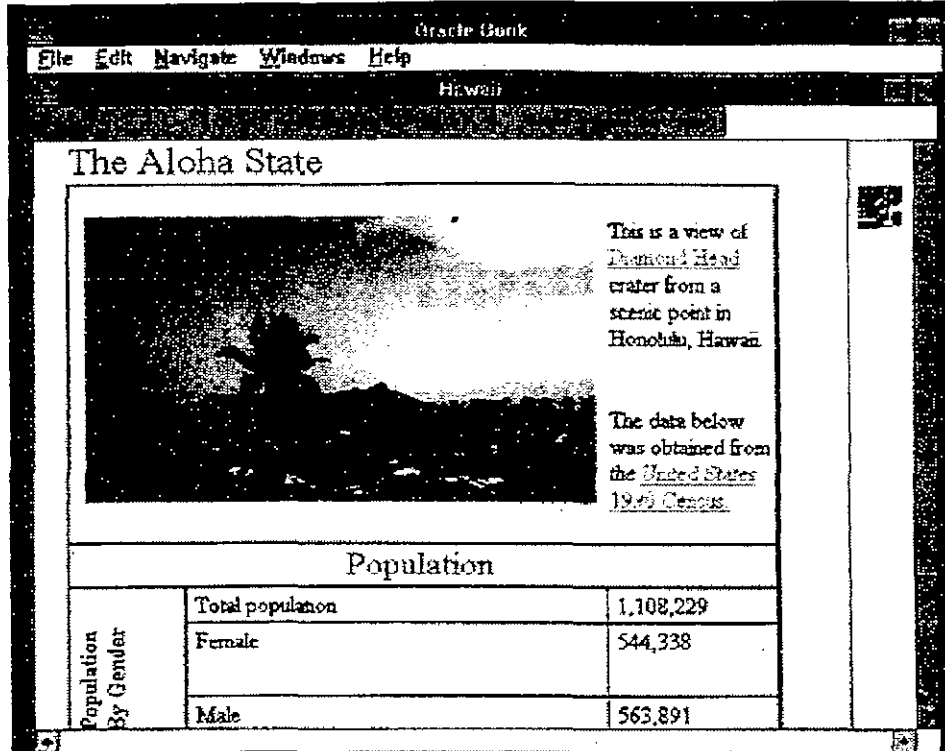 Oracle Book
File Edit Navigate Windows Help
Hawaii
The Aloha State
This is a view of
Diamond Head
crater from a
scenic point in
Honolulu, Hawaii
The data below
was obtained from
the United States
Census.
Population
Population
By Gender
Total population 1,108,229
Female 544,338
Male 563,891